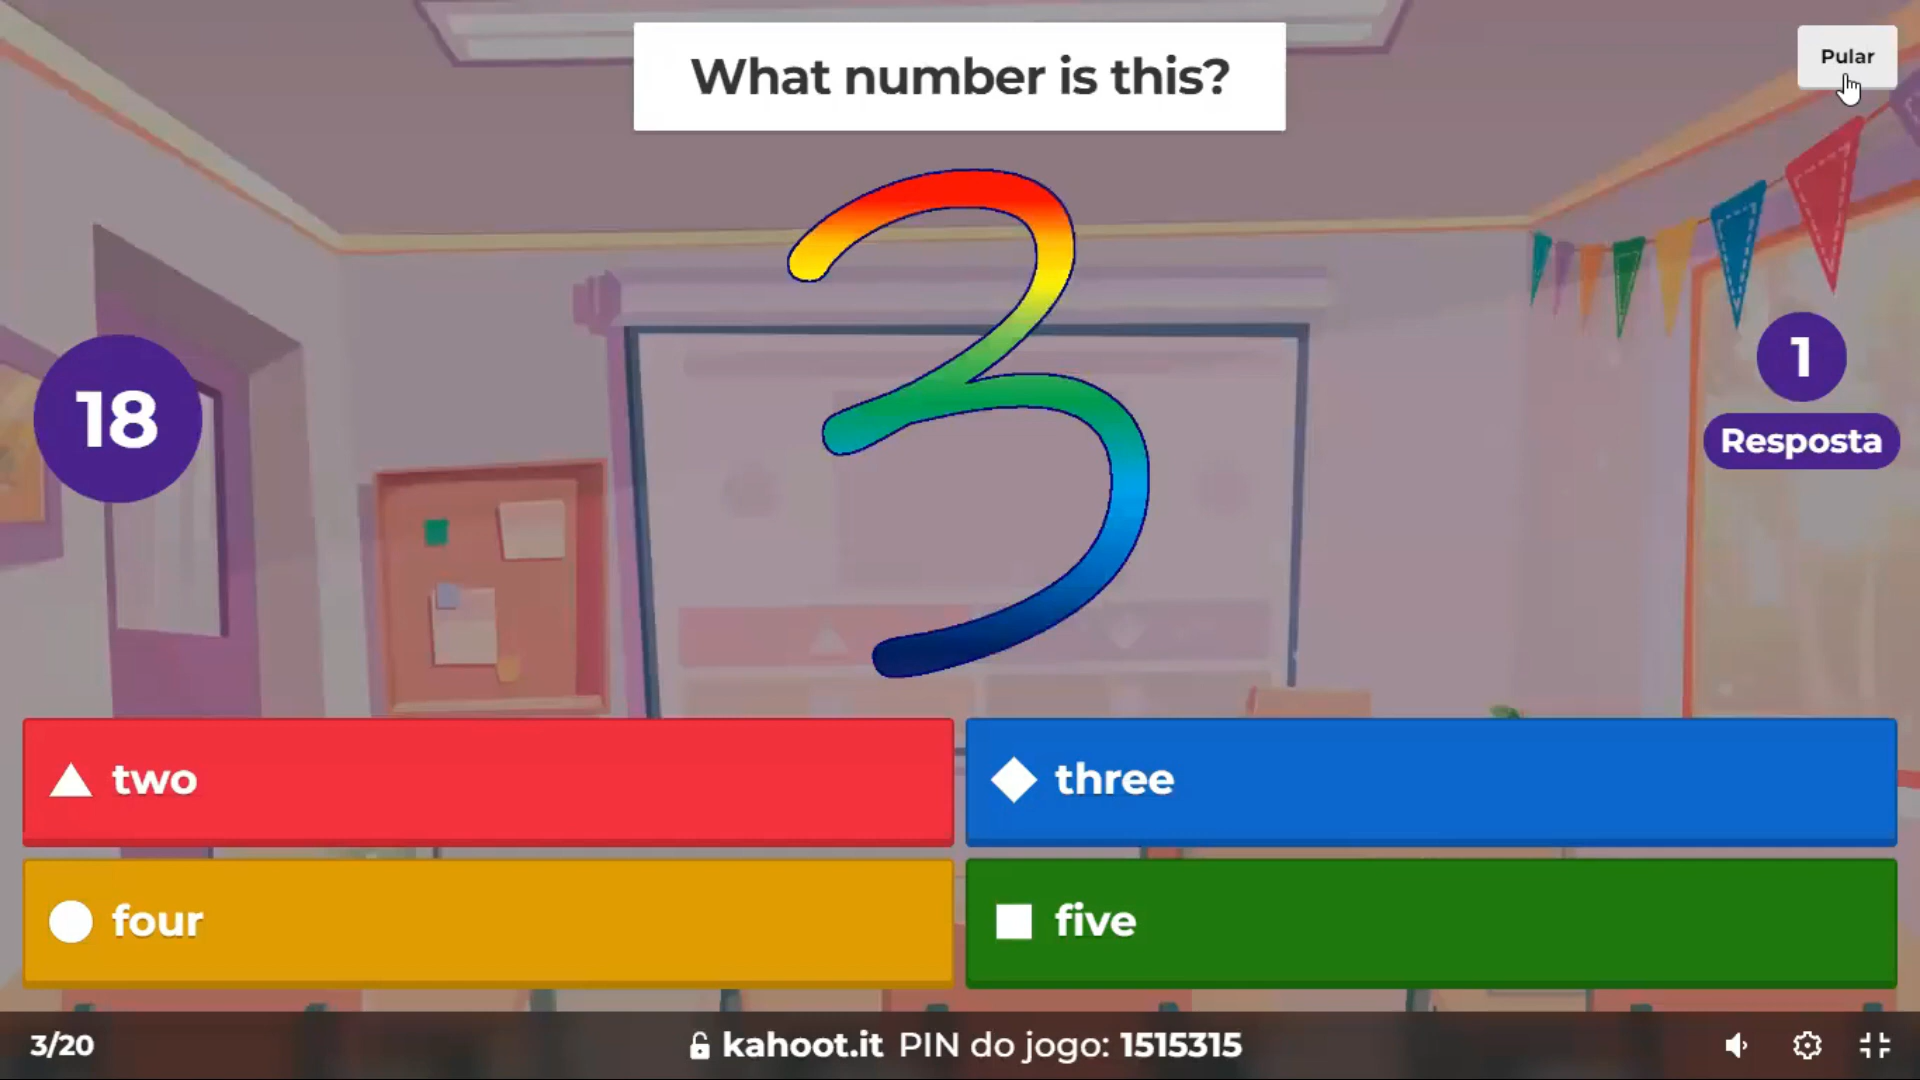 What number is this?
Pular
3
18
1
Resposta
two
three
four
five
3/20
kahoot.it PIN do jogo: 1515315